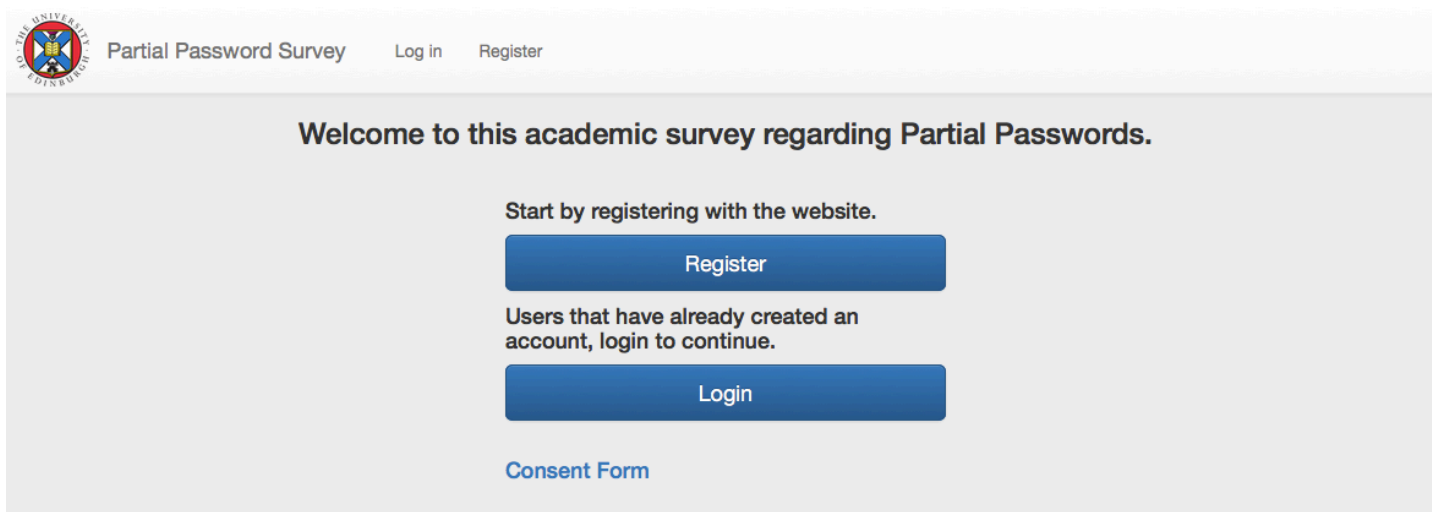 THE UNIVERSITY
OF EDINBURGH
Partial Password Survey Log in Register
Welcome to this academic survey regarding Partial Passwords.
Start by registering with the website.
Register
Users that have already created an
account, login to continue.
Login
Consent Form